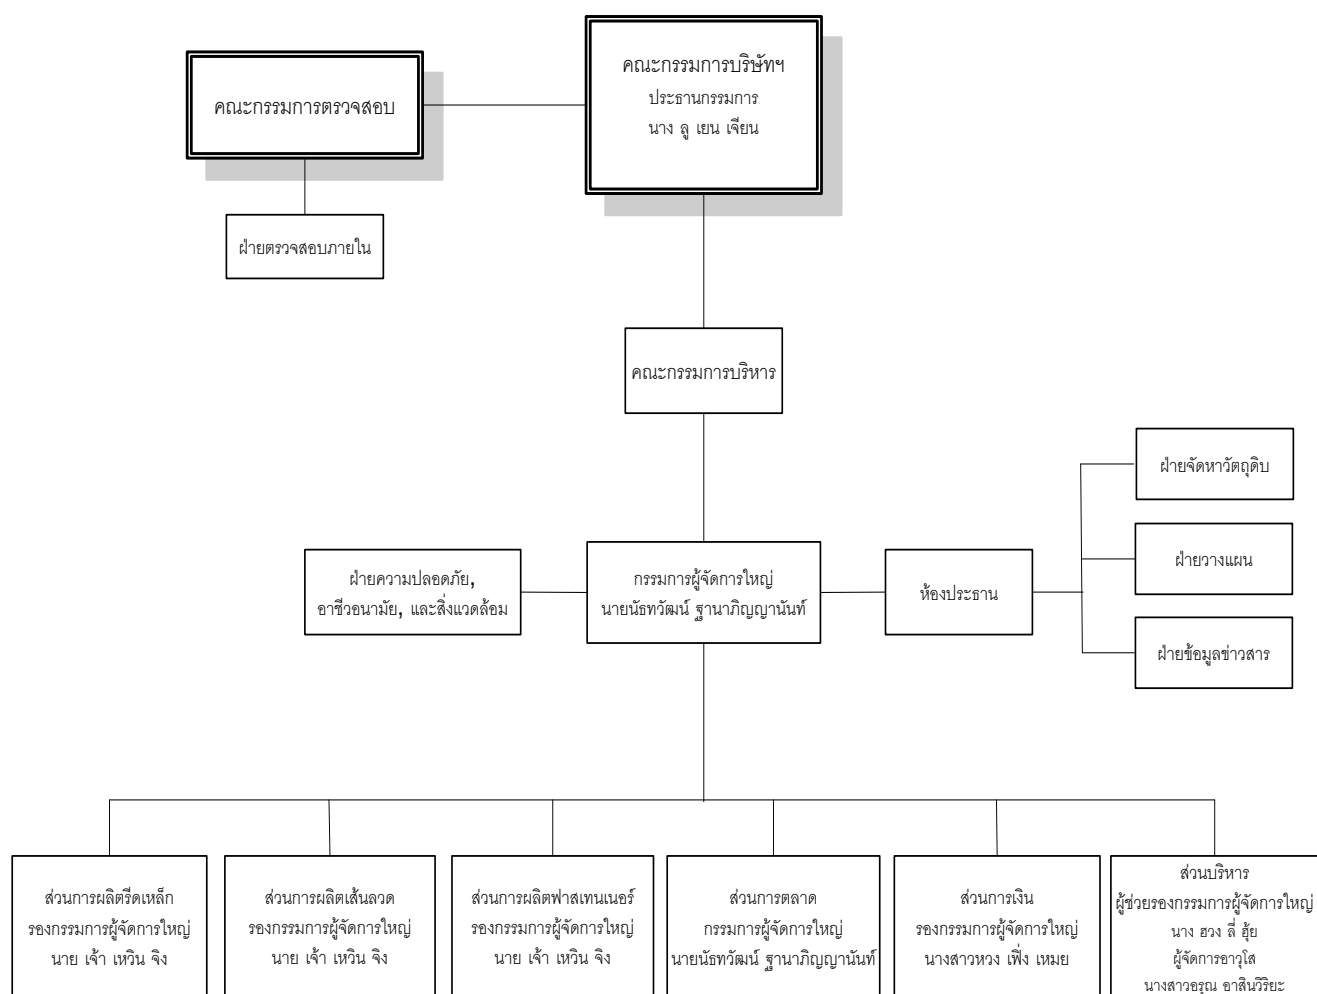 คณะกรรมการบริษัทฯ
ประธานกรรมการ
นาง ลู เยน เจียน
คณะกรรมการตรวจสอบ
ฝ่ายตรวจสอบภายใน
คณะกรรมการบริหาร
ฝ่ายจัดหาวัตถุดิบ
ฝ่ายวางแผน
ฝ่ายข้อมูลข่าวสาร
ฝ่ายความปลอดภัย,
อาชีวอนามัย, และสิ่งแวดล้อม
กรรมการผู้จัดการใหญ่
นายนัธทวัฒน์ ฐานาภิญญานันท์
ห้องประธาน
ส่วนการผลิตรีดเหล็ก
รองกรรมการผู้จัดการใหญ่
นาย เจ้า เหวิน จิง
ส่วนการผลิตเส้นลวด
รองกรรมการผู้จัดการใหญ่
นาย เจ้า เหวิน จิง
ส่วนการผลิตฟาสเทนเนอร์
รองกรรมการผู้จัดการใหญ่
นาย เจ้า เหวิน จิง
ส่วนการตลาด
กรรมการผู้จัดการใหญ่
นายนัธทวัฒน์ ฐานาภิญญานันท์
ส่วนการเงิน
รองกรรมการผู้จัดการใหญ่
นางสาวหวง เฟิ่ง เหมย
ส่วนบริหาร
ผู้ช่วยรองกรรมการผู้จัดการใหญ่
นาง ฮวง ลี่ ฮุ้ย
ผู้จัดการอาวุโส
นางสาวอรุณ อาสินวิริยะ